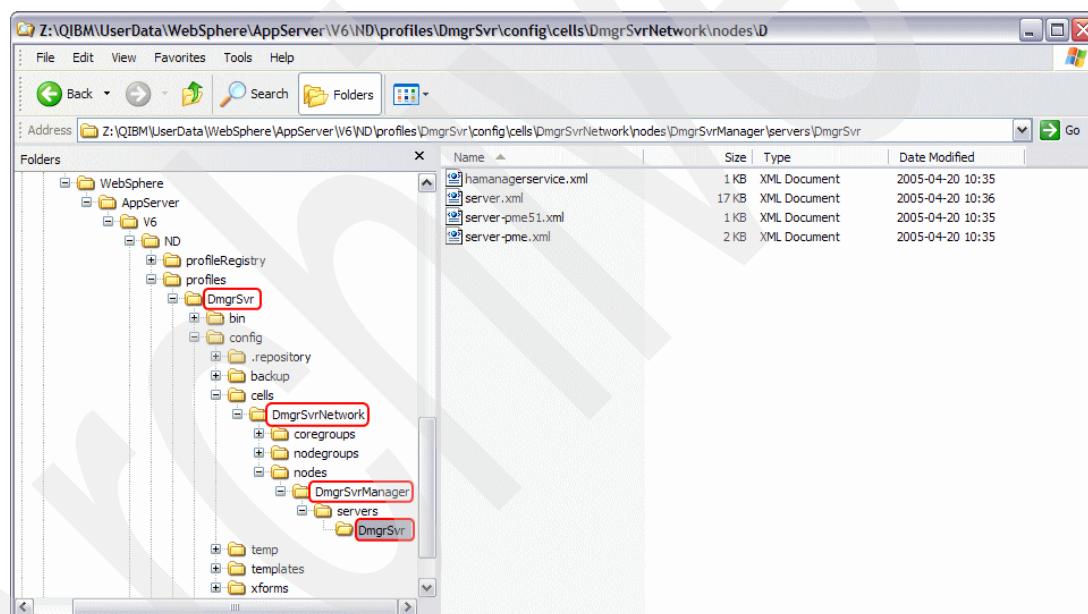 Z:\QIBM\UserData\WebSphere\AppServer\V6\ND\profiles\DmgrSvr\config\cells\DmgrSvrNetwork\nodes\D
File Edit View Favorites Tools Help
Back Search Folders
Address Z:\QIBM\UserData\WebSphere\AppServer\V6\ND\profiles\DmgrSvr\config\cells\DmgrSvrNetwork\nodes\DmgrSvrManager\servers\DmgrSvr Go
Folders Name Size Type Date Modified
WebSphere hamanagerservice.xml 1 KB XML Document 2005-04-20 10:35
AppServer server.xml 17 KB XML Document 2005-04-20 10:36
V6 server-pme51.xml 1 KB XML Document 2005-04-20 10:35
ND server-pme.xml 2 KB XML Document 2005-04-20 10:35
profileRegistry
profiles
DmgrSvr
bin
config
.repository
backup
cells
DmgrSvrNetwork
coregroups
nodegroups
nodes
DmgrSvrManager
servers
DmgrSvr
temp
templates
xforms